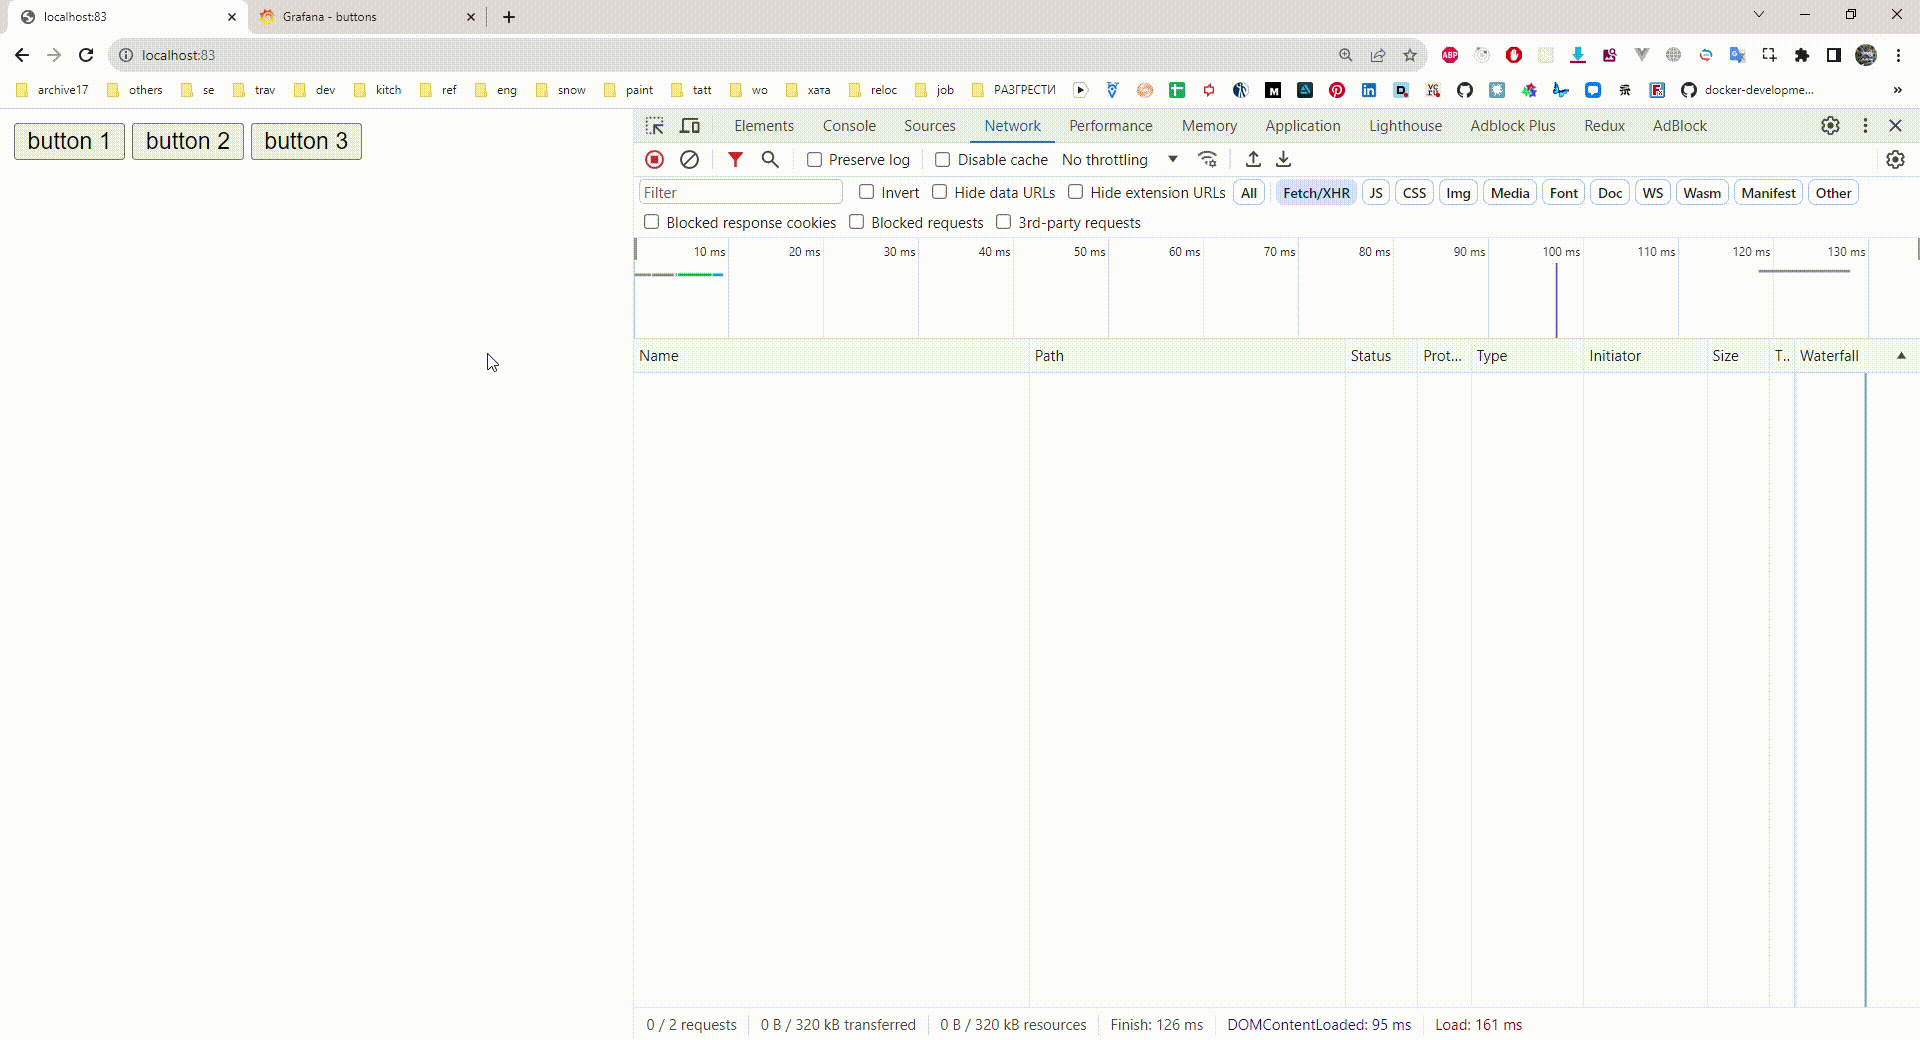 localhost:83
Grafana - buttons
localhost:83
ABP
archive17 others se trav dev kitch ref eng snow paint tatt wo хата reloc job РАЗГРЕСТИ docker-developme...
button 1 button 2 button 3
Elements Console Sources Network Performance Memory Application Lighthouse Adblock Plus Redux AdBlock
Preserve log Disable cache No throttling
Filter Invert Hide data URLs Hide extension URLs All Fetch/XHR JS CSS Img Media Font Doc WS Wasm Manifest Other
Blocked response cookies Blocked requests 3rd-party requests
10 ms 20 ms 30 ms 40 ms 50 ms 60 ms 70 ms 80 ms 90 ms 100 ms 110 ms 120 ms 130 ms
Name Path Status Prot... Type Initiator Size T.. Waterfall
0 / 2 requests 0 B / 320 kB transferred 0 B / 320 kB resources Finish: 126 ms DOMContentLoaded: 95 ms Load: 161 ms